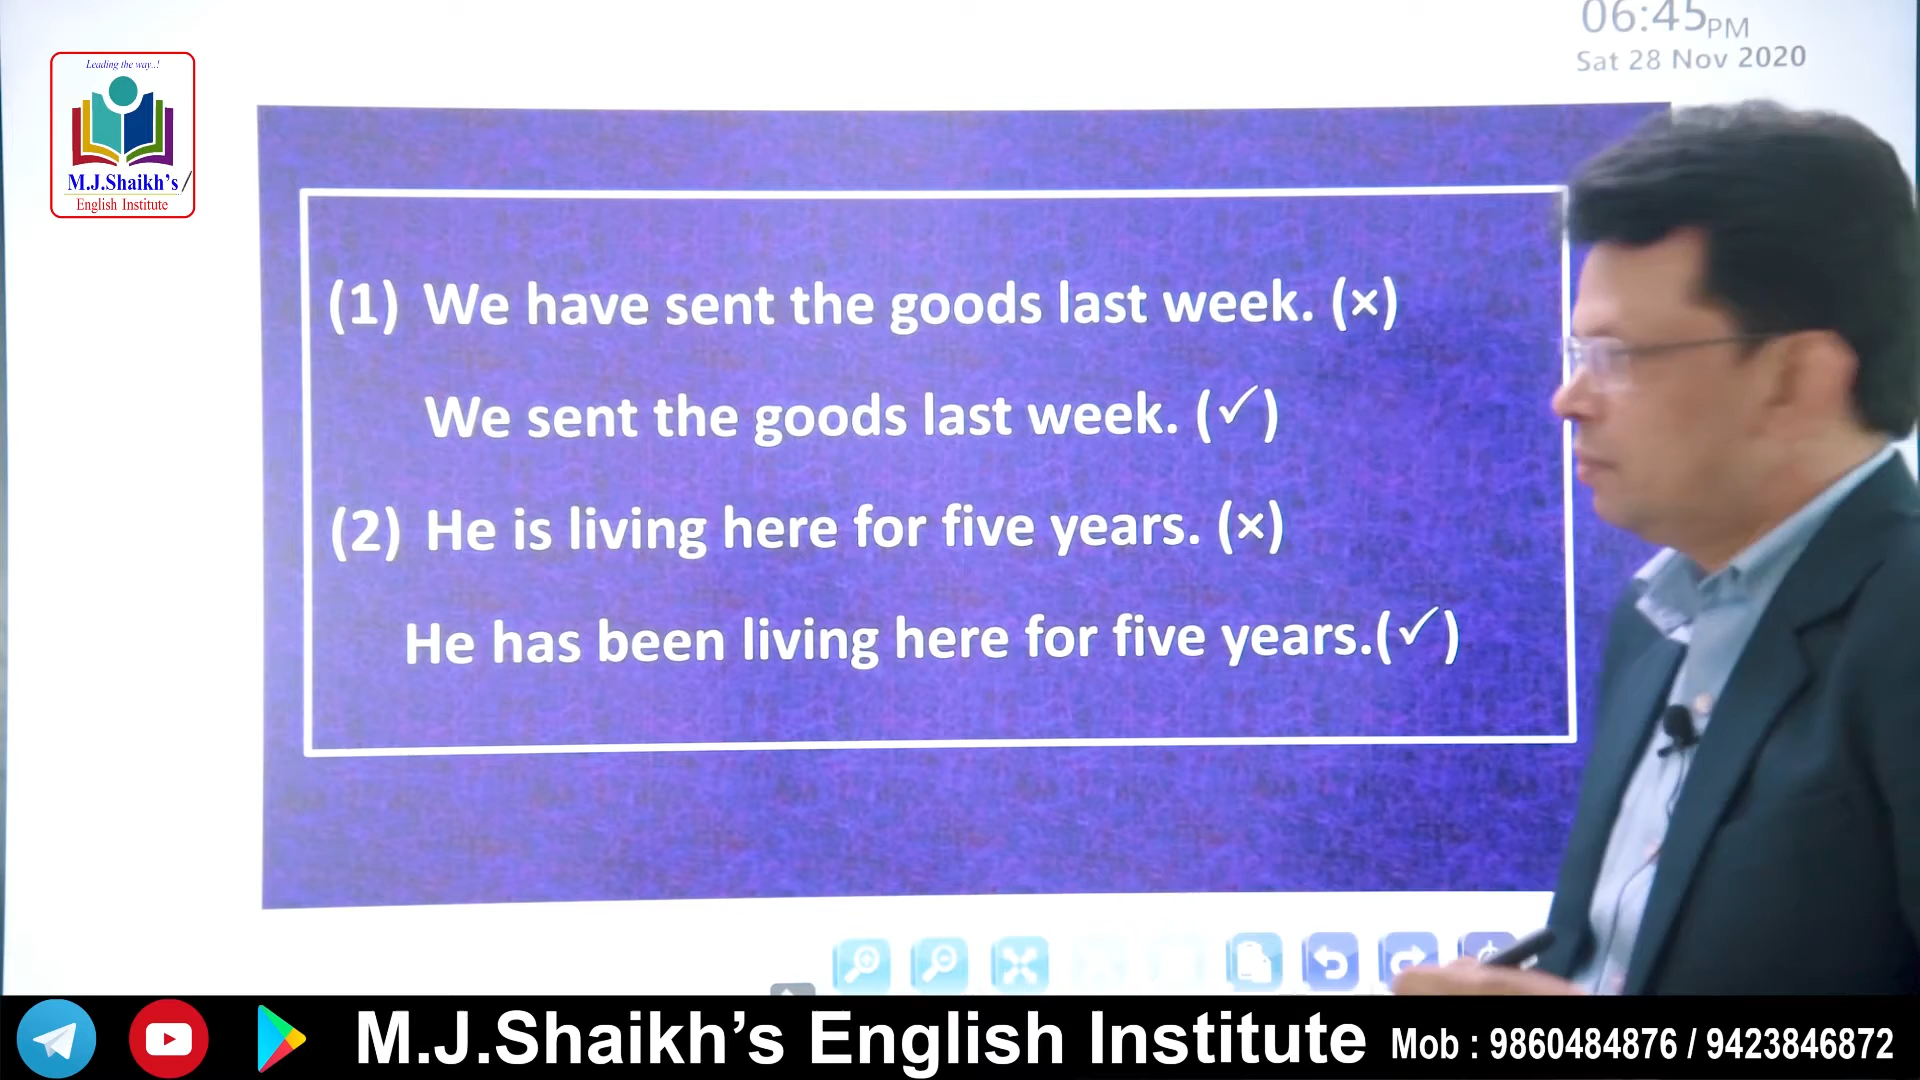 06:45PM
Sat 28 Nov 2020
Leading the way..!
M.J.Shaikh's
English Institute
(1) We have sent the goods last week. (×)
We sent the goods last week. (✓)
(2) He is living here for five years. (×)
He has been living here for five years.(✓)
M.J.Shaikh's English Institute Mob : 9860484876 / 9423846872